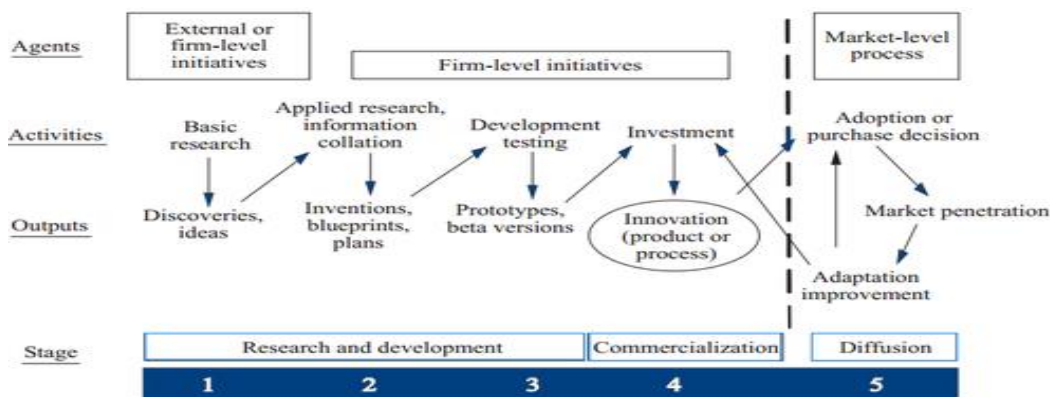 Agents
External or
firm-level
initiatives
Firm-level initiatives
Market-level
process
Activities
Basic
research
Applied research,
information
collation
Development
testing
Investment
Adoption or
purchase decision
Outputs
Discoveries,
ideas
Inventions,
blueprints,
plans
Prototypes,
beta versions
Innovation
(product or
process)
Market penetration
Adaptation
improvement
Stage
Research and development
Commercialization
Diffusion
1
2
3
4
5